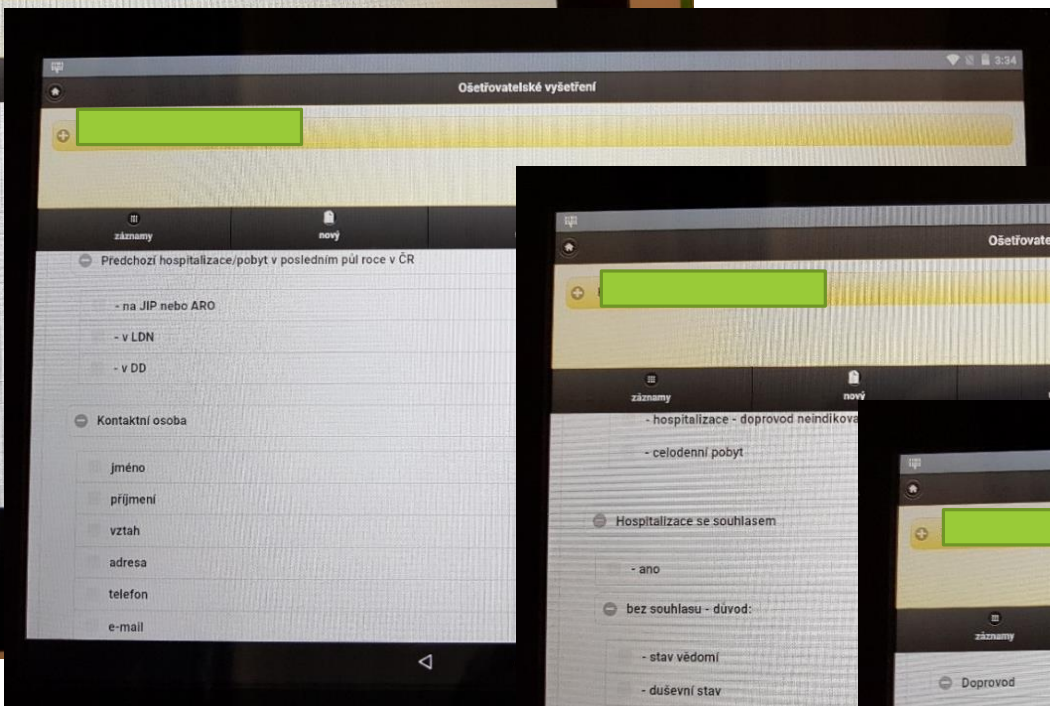 3:34
Ošetřovatelské vyšetření
záznamy
nový
Předchozí hospitalizace/pobyt v posledním půl roce v ČR
- na JIP nebo ARO
- v LDN
- v DD
Kontaktní osoba
jméno
příjmení
vztah
adresa
telefon
e-mail
Ošetřovate
záznamy
nový
- hospitalizace - doprovod neindikova
- celodenní pobyt
Hospitalizace se souhlasem
- ano
bez souhlasu - důvod:
- stav vědomí
- duševní stav
záznamy
Doprovod